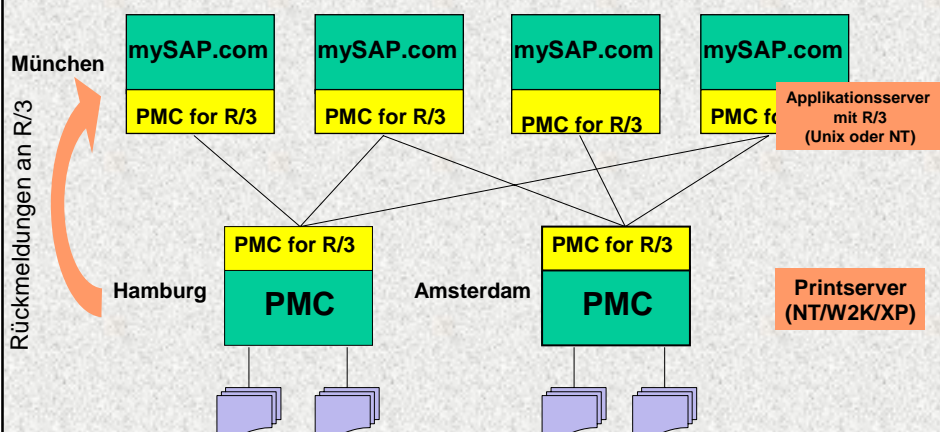 mySAP.com mySAP.com mySAP.com mySAP.com
München
PMC for R/3 PMC for R/3 PMC for R/3 PMC
Applikationsserver
mit R/3
(Unix oder NT)
Rückmeldungen an R/3
PMC for R/3 PMC for R/3
Hamburg PMC Amsterdam PMC
Printserver
(NT/W2K/XP)